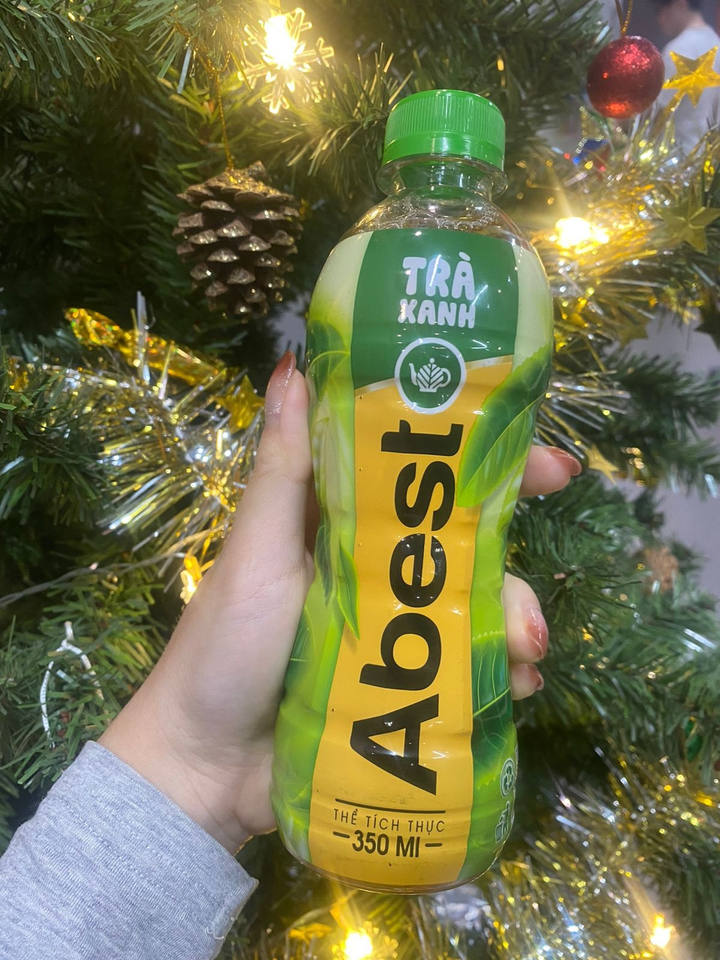 TRÀ
XANH
Abest
THỂ TÍCH THỰC
350 Ml